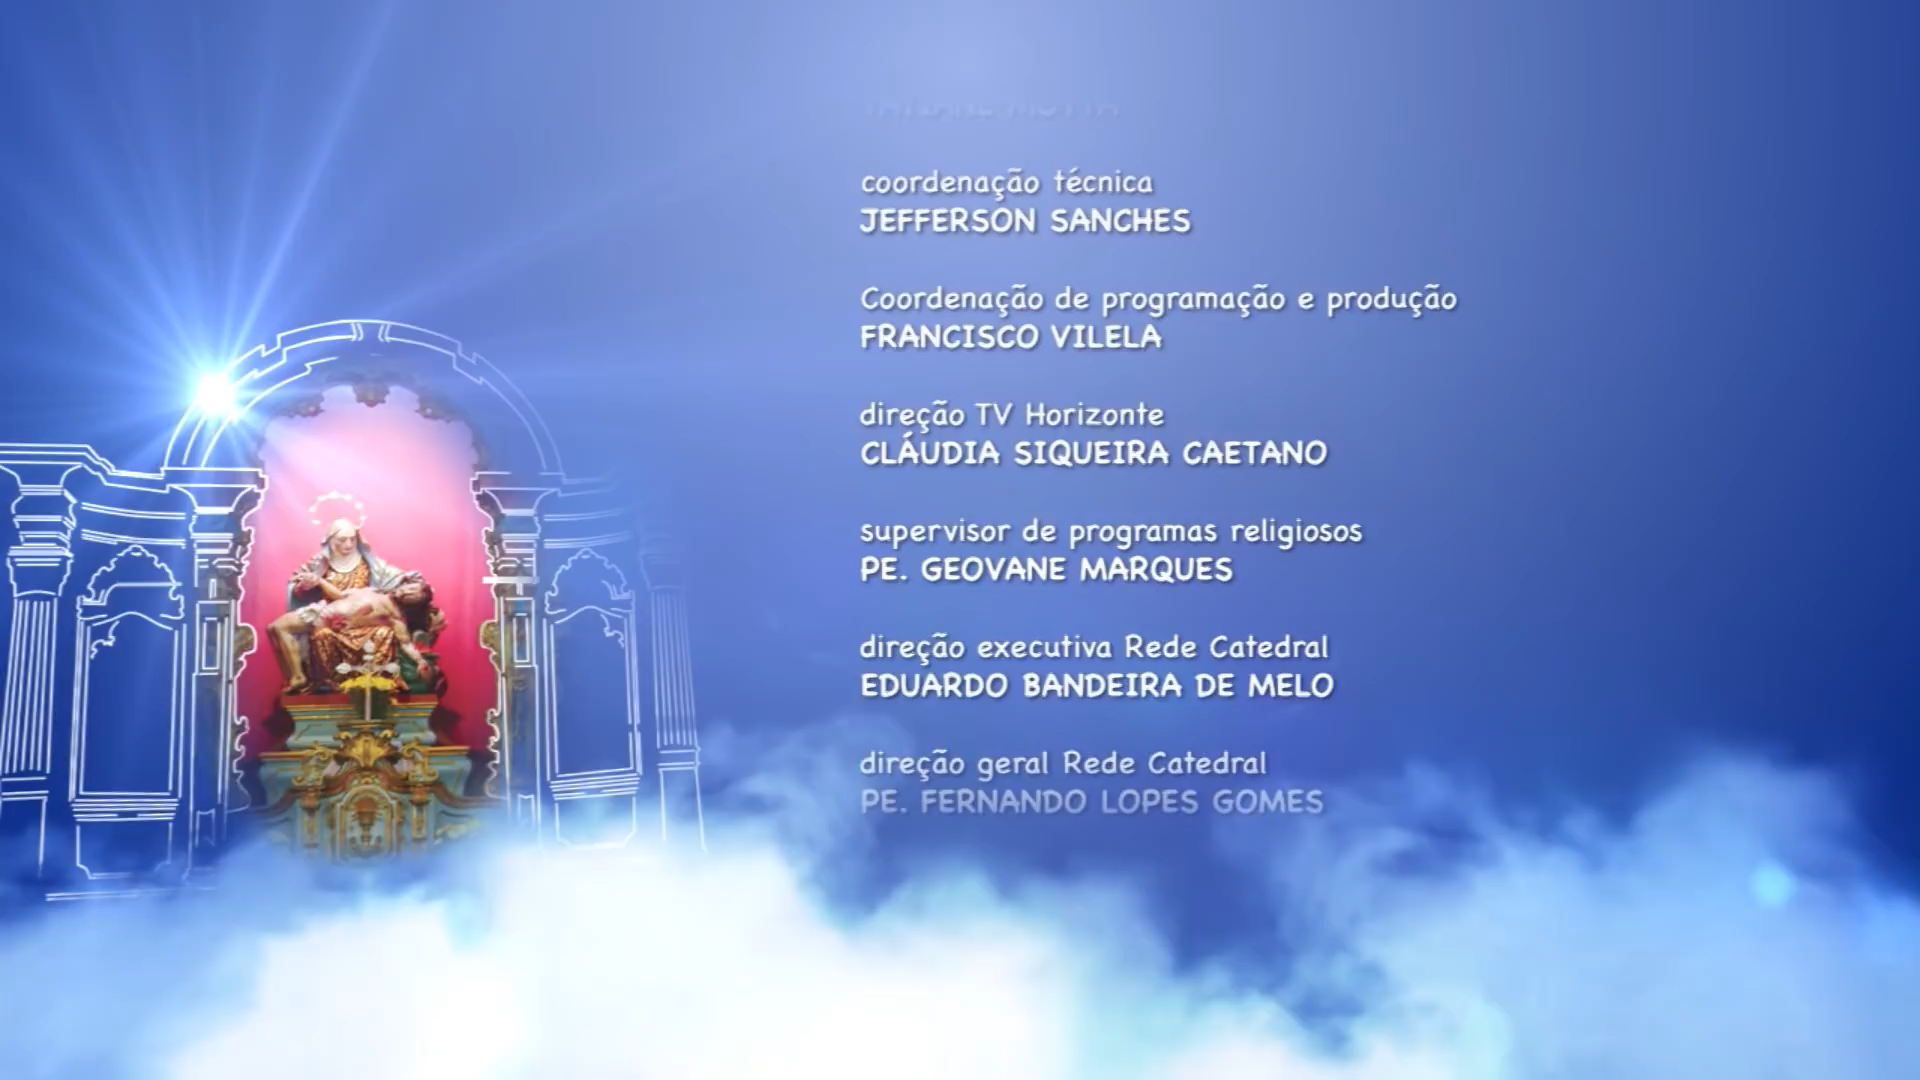 coordenação técnica
JEFFERSON SANCHES
Coordenação de programação e produção
FRANCISCO VILELA
direção TV Horizonte
CLÁUDIA SIQUEIRA CAETANO
supervisor de programas religiosos
PE. GEOVANE MARQUES
direção executiva Rede Catedral
EDUARDO BANDEIRA DE MELO
direção geral Rede Catedral
PE. FERNANDO LOPES GOMES